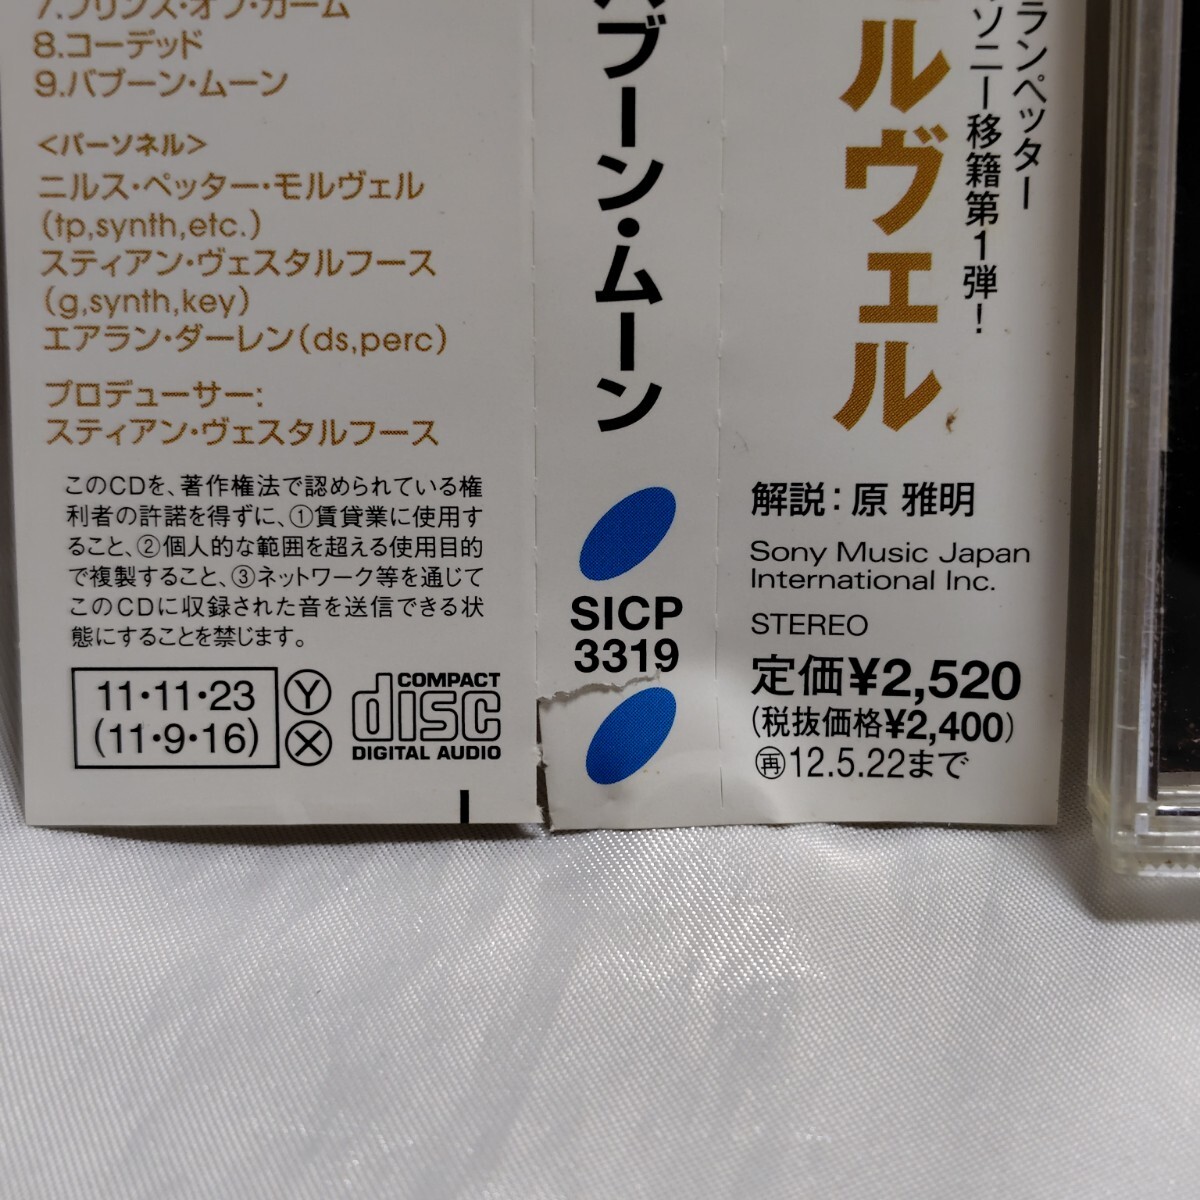 7.プリンス・オブ・カーム
8.コーデッド
9.バブーン・ムーン
<パーソネル>
ニルス・ペッター・モルヴェル
(tp,synth,etc.)
スティアン・ヴェスタルフース
(g,synth,key)
エアラン・ダーレン(ds,perc)
プロデューサー:
スティアン・ヴェスタルフース
このCDを、著作権法で認められている権
利者の許諾を得ずに、①賃貸業に使用す
ること、②個人的な範囲を超える使用目的
で複製すること、③ネットワーク等を通じて
このCDに収録された音を送信できる状
態にすることを禁じます。
11・11・23
(11・9・16)
Y
X
COMPACT
disc
DIGITAL AUDIO
ブーン・ムーン
SICP
3319
ルヴェル
ランペッター
ソニー移籍第1弾!
解説:原 雅明
Sony Music Japan
International Inc.
STEREO
定価¥2,520
(税抜価格¥2,400)
再12.5.22まで